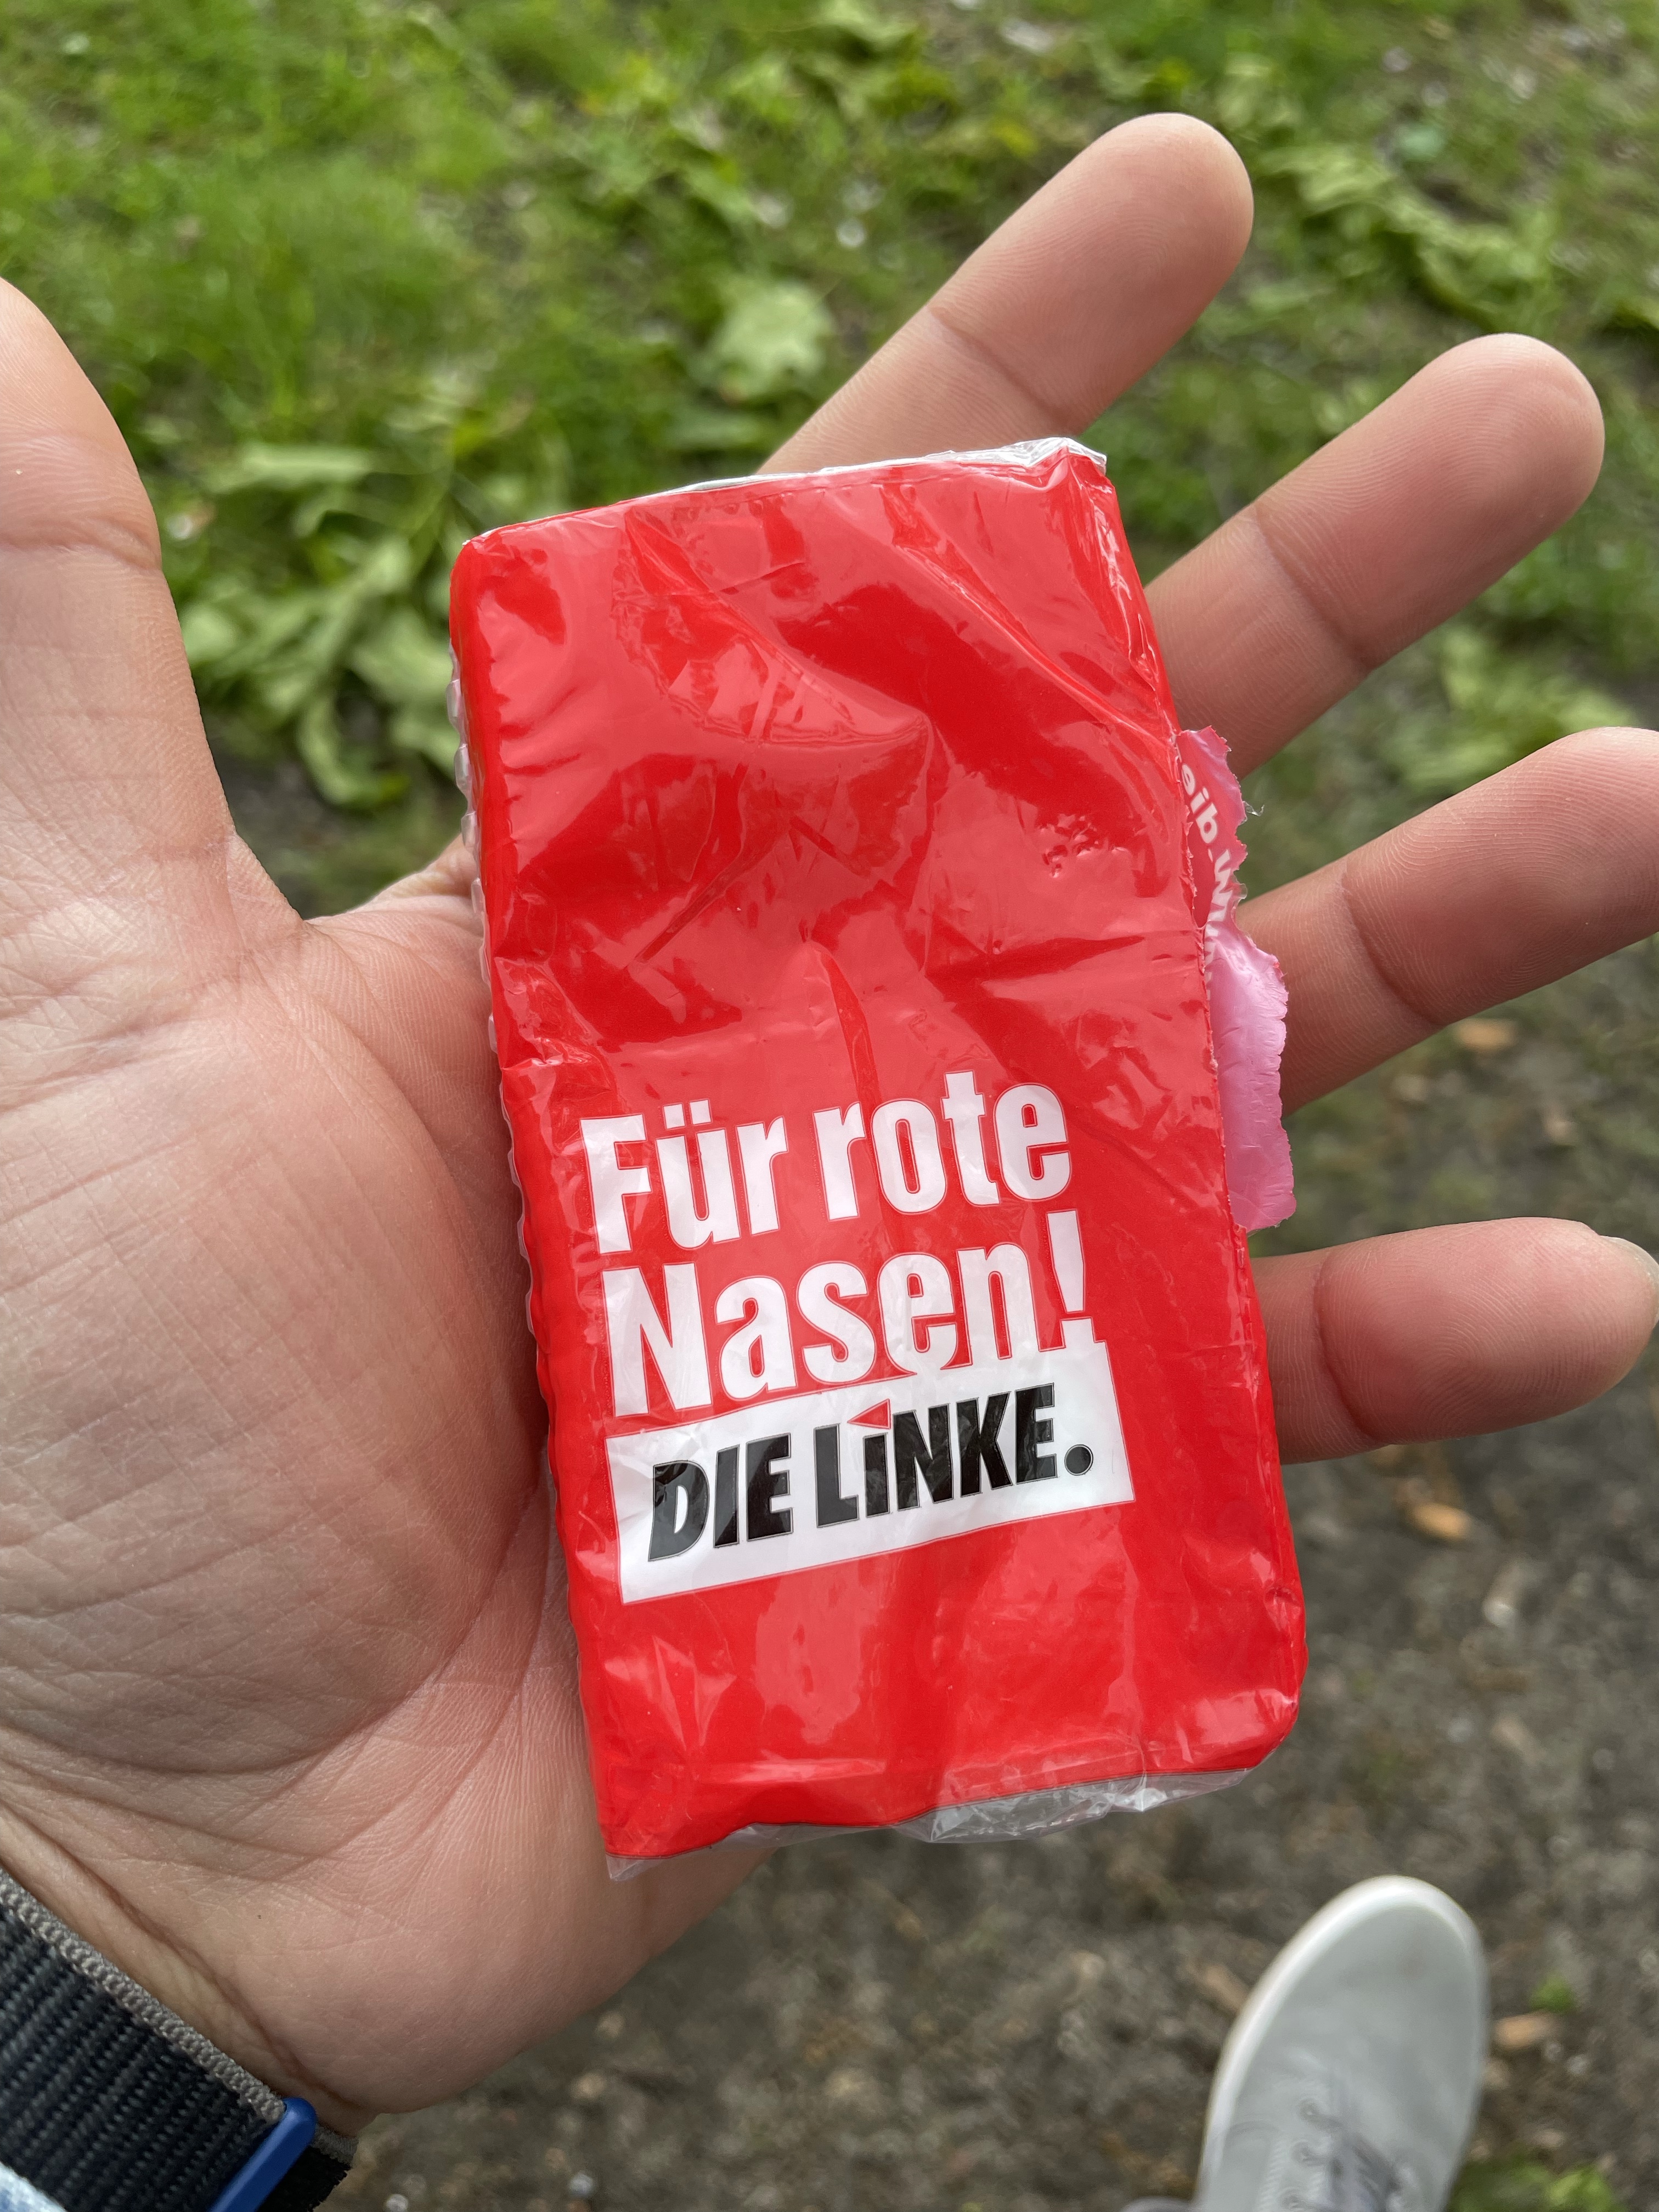 Für rote
Nasen!
DIE LINKE.